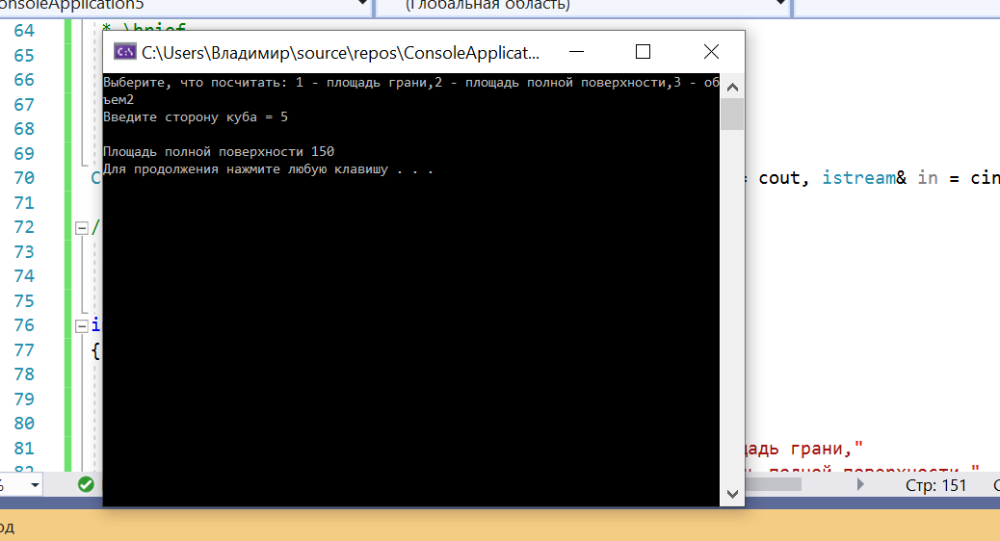 onsoleApplication5 (Глобальная область)
64 * \brief
65 C:\Users\Владимир\source\repos\ConsoleApplicat...
66 Выберите, что посчитать: 1 - площадь грани,2 - площадь полной поверхности,3 - об
67 ъем2
Введите сторону куба = 5
68
69 Площадь полной поверхности 150
70 C Для продолжения нажмите любую клавишу . . . = cout, istream& in = cin
71
72 /
73
74
75
76 i
77 {
78
79
80
81 щадь грани,"
82 ь полной поверхности,"
% Стр: 151 С
од